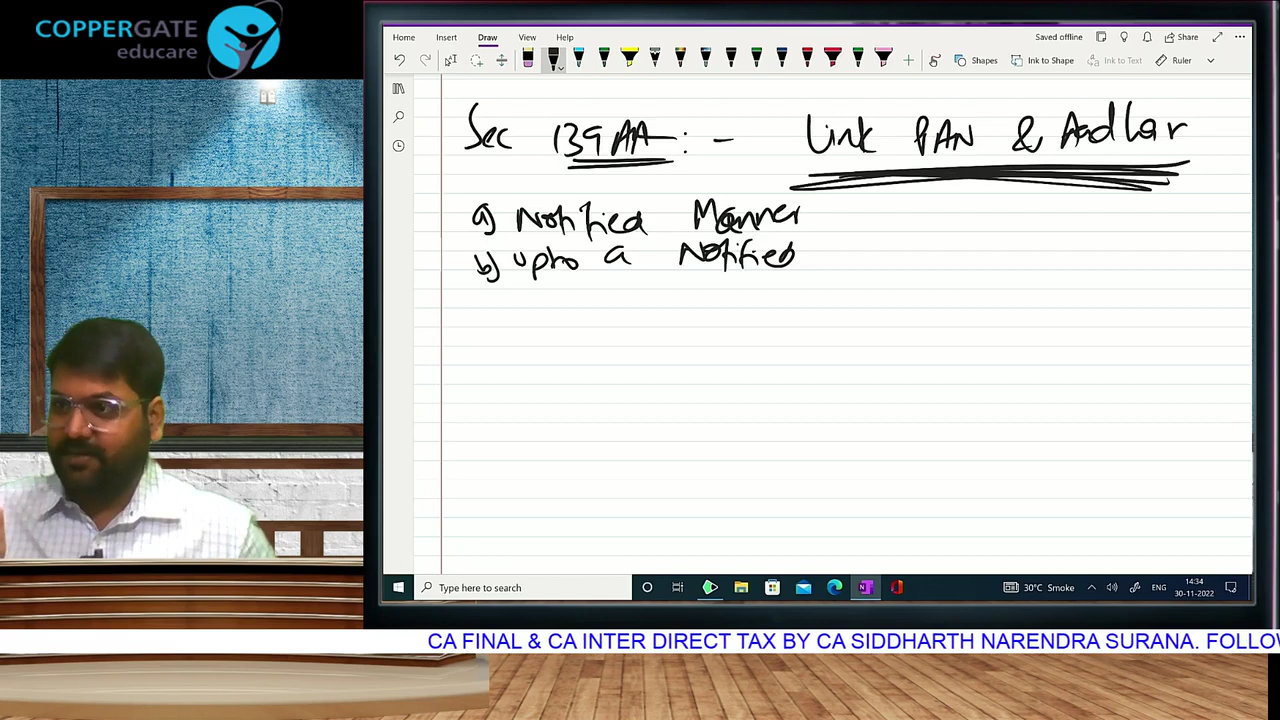 COPPERGATE
educare
Home Insert Draw View Help
Saved offline
Share
Shapes
Ink to Shape
Ink to Text
Ruler
Sec 139AA :- Link PAN & Aadhar
a) Notified Manner
b) upto a Notified
Type here to search
30°C Smoke
ENG
14:34
30-11-2022
CA FINAL & CA INTER DIRECT TAX BY CA SIDDHARTH NARENDRA SURANA. FOLLO